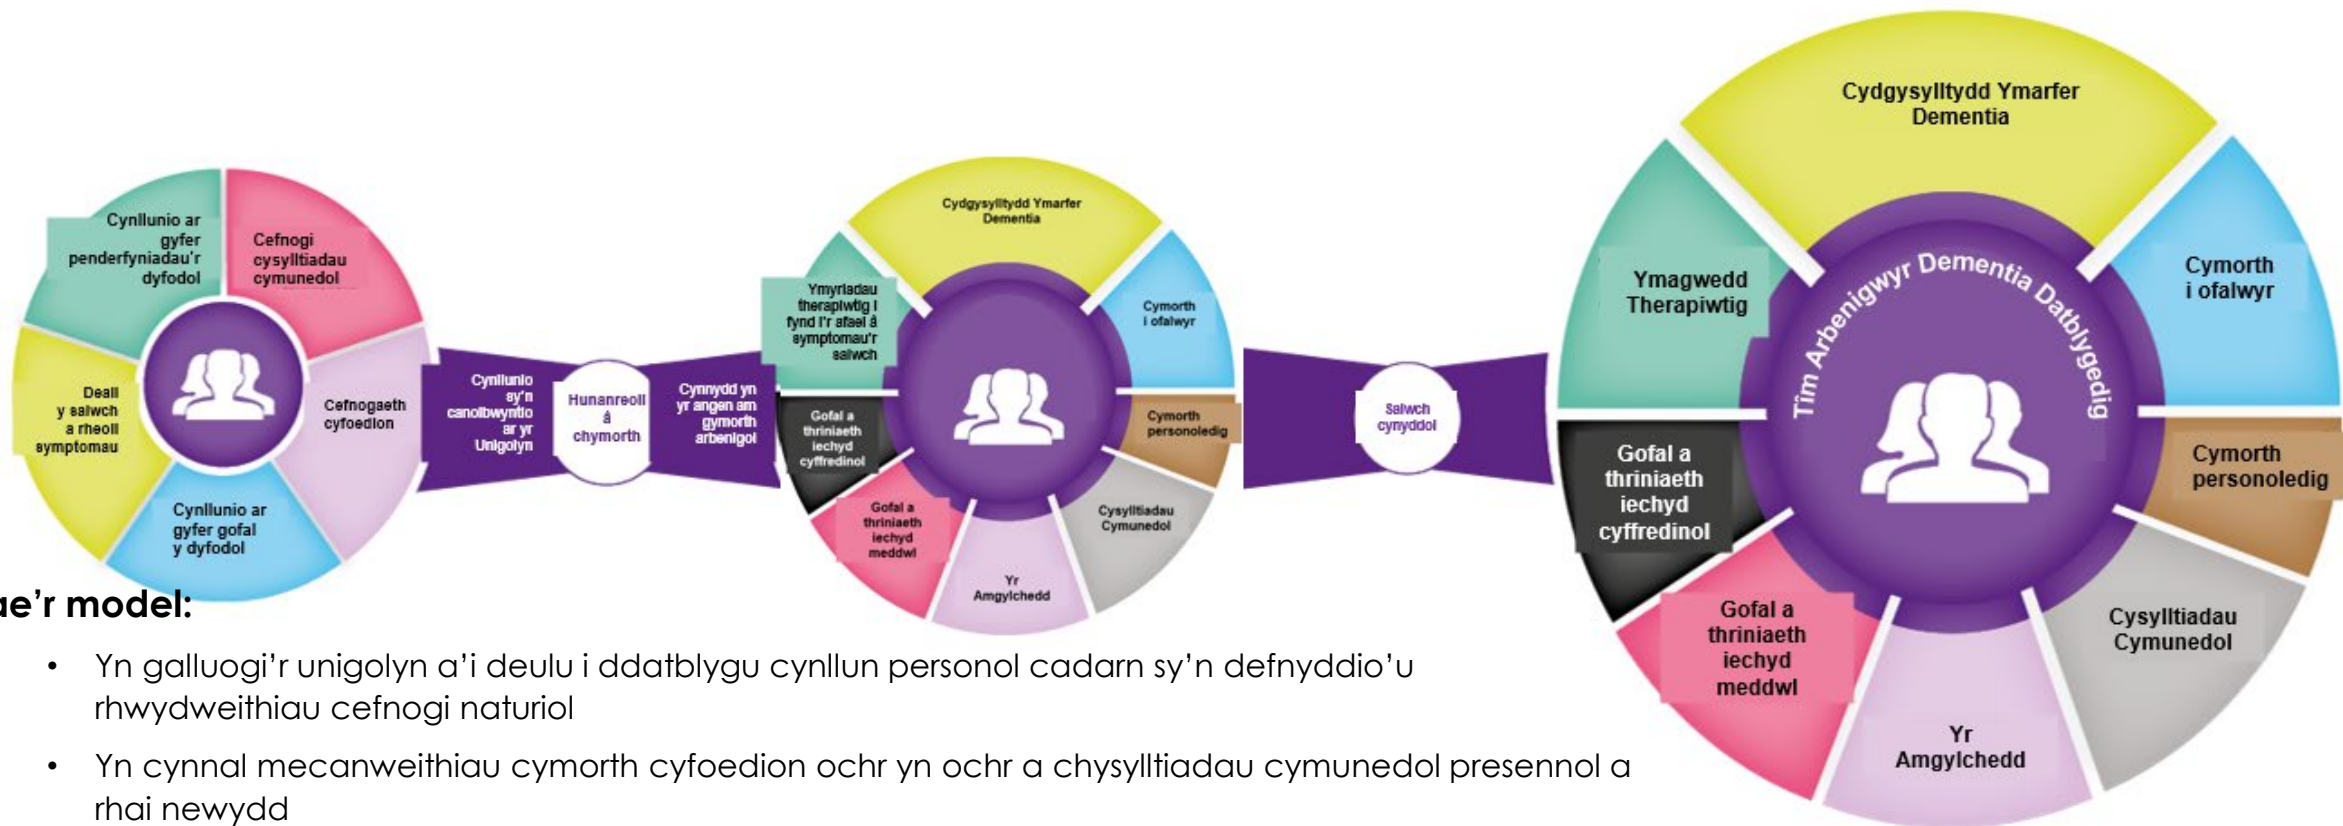 Cynllunio ar
gyfer
penderfyniadau'r
dyfodol
Cefnogi
cysylltiadau
cymunedol
Cefnogaeth
cyfoedion
Cynllunio ar
gyfer gofal
y dyfodol
Deall
y salwch
a rheoli
symptomau
Cynllunio
sy'n
canolbwyntio
ar yr
Unigolyn
Hunanreoli
â
chymorth
Cynnydd yn
yr angen am
gymorth
arbenigol
Cydgysylltydd Ymarfer
Dementia
Cymorth
i ofalwyr
Cymorth
personoledig
Cysylltiadau
Cymunedol
Yr
Amgylchedd
Gofal a
thriniaeth
iechyd
meddwl
Gofal a
thriniaeth
iechyd
cyffredinol
Ymyriadau
therapiwtig i
fynd i'r afael â
symptomau'r
salwch
Salwch
cynyddol
Cydgysylltydd Ymarfer
Dementia
Cymorth
i ofalwyr
Cymorth
personoledig
Cysylltiadau
Cymunedol
Yr
Amgylchedd
Gofal a
thriniaeth
iechyd
meddwl
Gofal a
thriniaeth
iechyd
cyffredinol
Ymagwedd
Therapiwtig
Tîm Arbenigwyr Dementia Datblygedig
ae'r model:
• Yn galluogi'r unigolyn a'i deulu i ddatblygu cynllun personol cadarn sy'n defnyddio'u
rhwydweithiau cefnogi naturiol
• Yn cynnal mecanweithiau cymorth cyfoedion ochr yn ochr a chysylltiadau cymunedol presennol a
rhai newydd